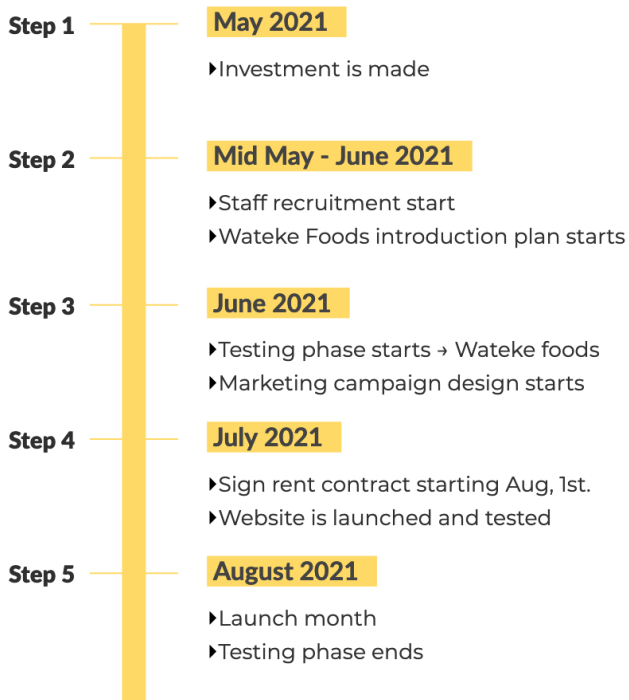 Step 1
May 2021
‣Investment is made
Step 2
Mid May - June 2021
‣Staff recruitment start
‣Wateke Foods introduction plan starts
Step 3
June 2021
‣Testing phase starts → Wateke foods
‣Marketing campaign design starts
Step 4
July 2021
‣Sign rent contract starting Aug, 1st.
‣Website is launched and tested
Step 5
August 2021
‣Launch month
‣Testing phase ends